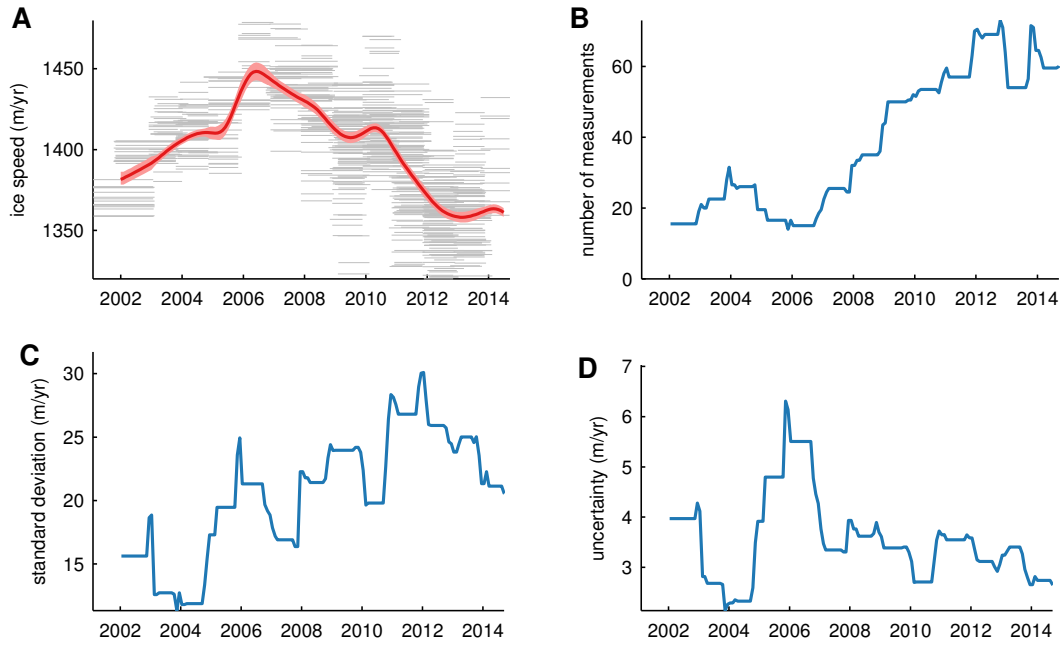 A
ice speed (m/yr)
1450
1400
1350
2002 2004 2006 2008 2010 2012 2014
B
number of measurements
60
40
20
0
2002 2004 2006 2008 2010 2012 2014
C
standard deviation (m/yr)
30
25
20
15
2002 2004 2006 2008 2010 2012 2014
D
uncertainty (m/yr)
7
6
5
4
3
2002 2004 2006 2008 2010 2012 2014